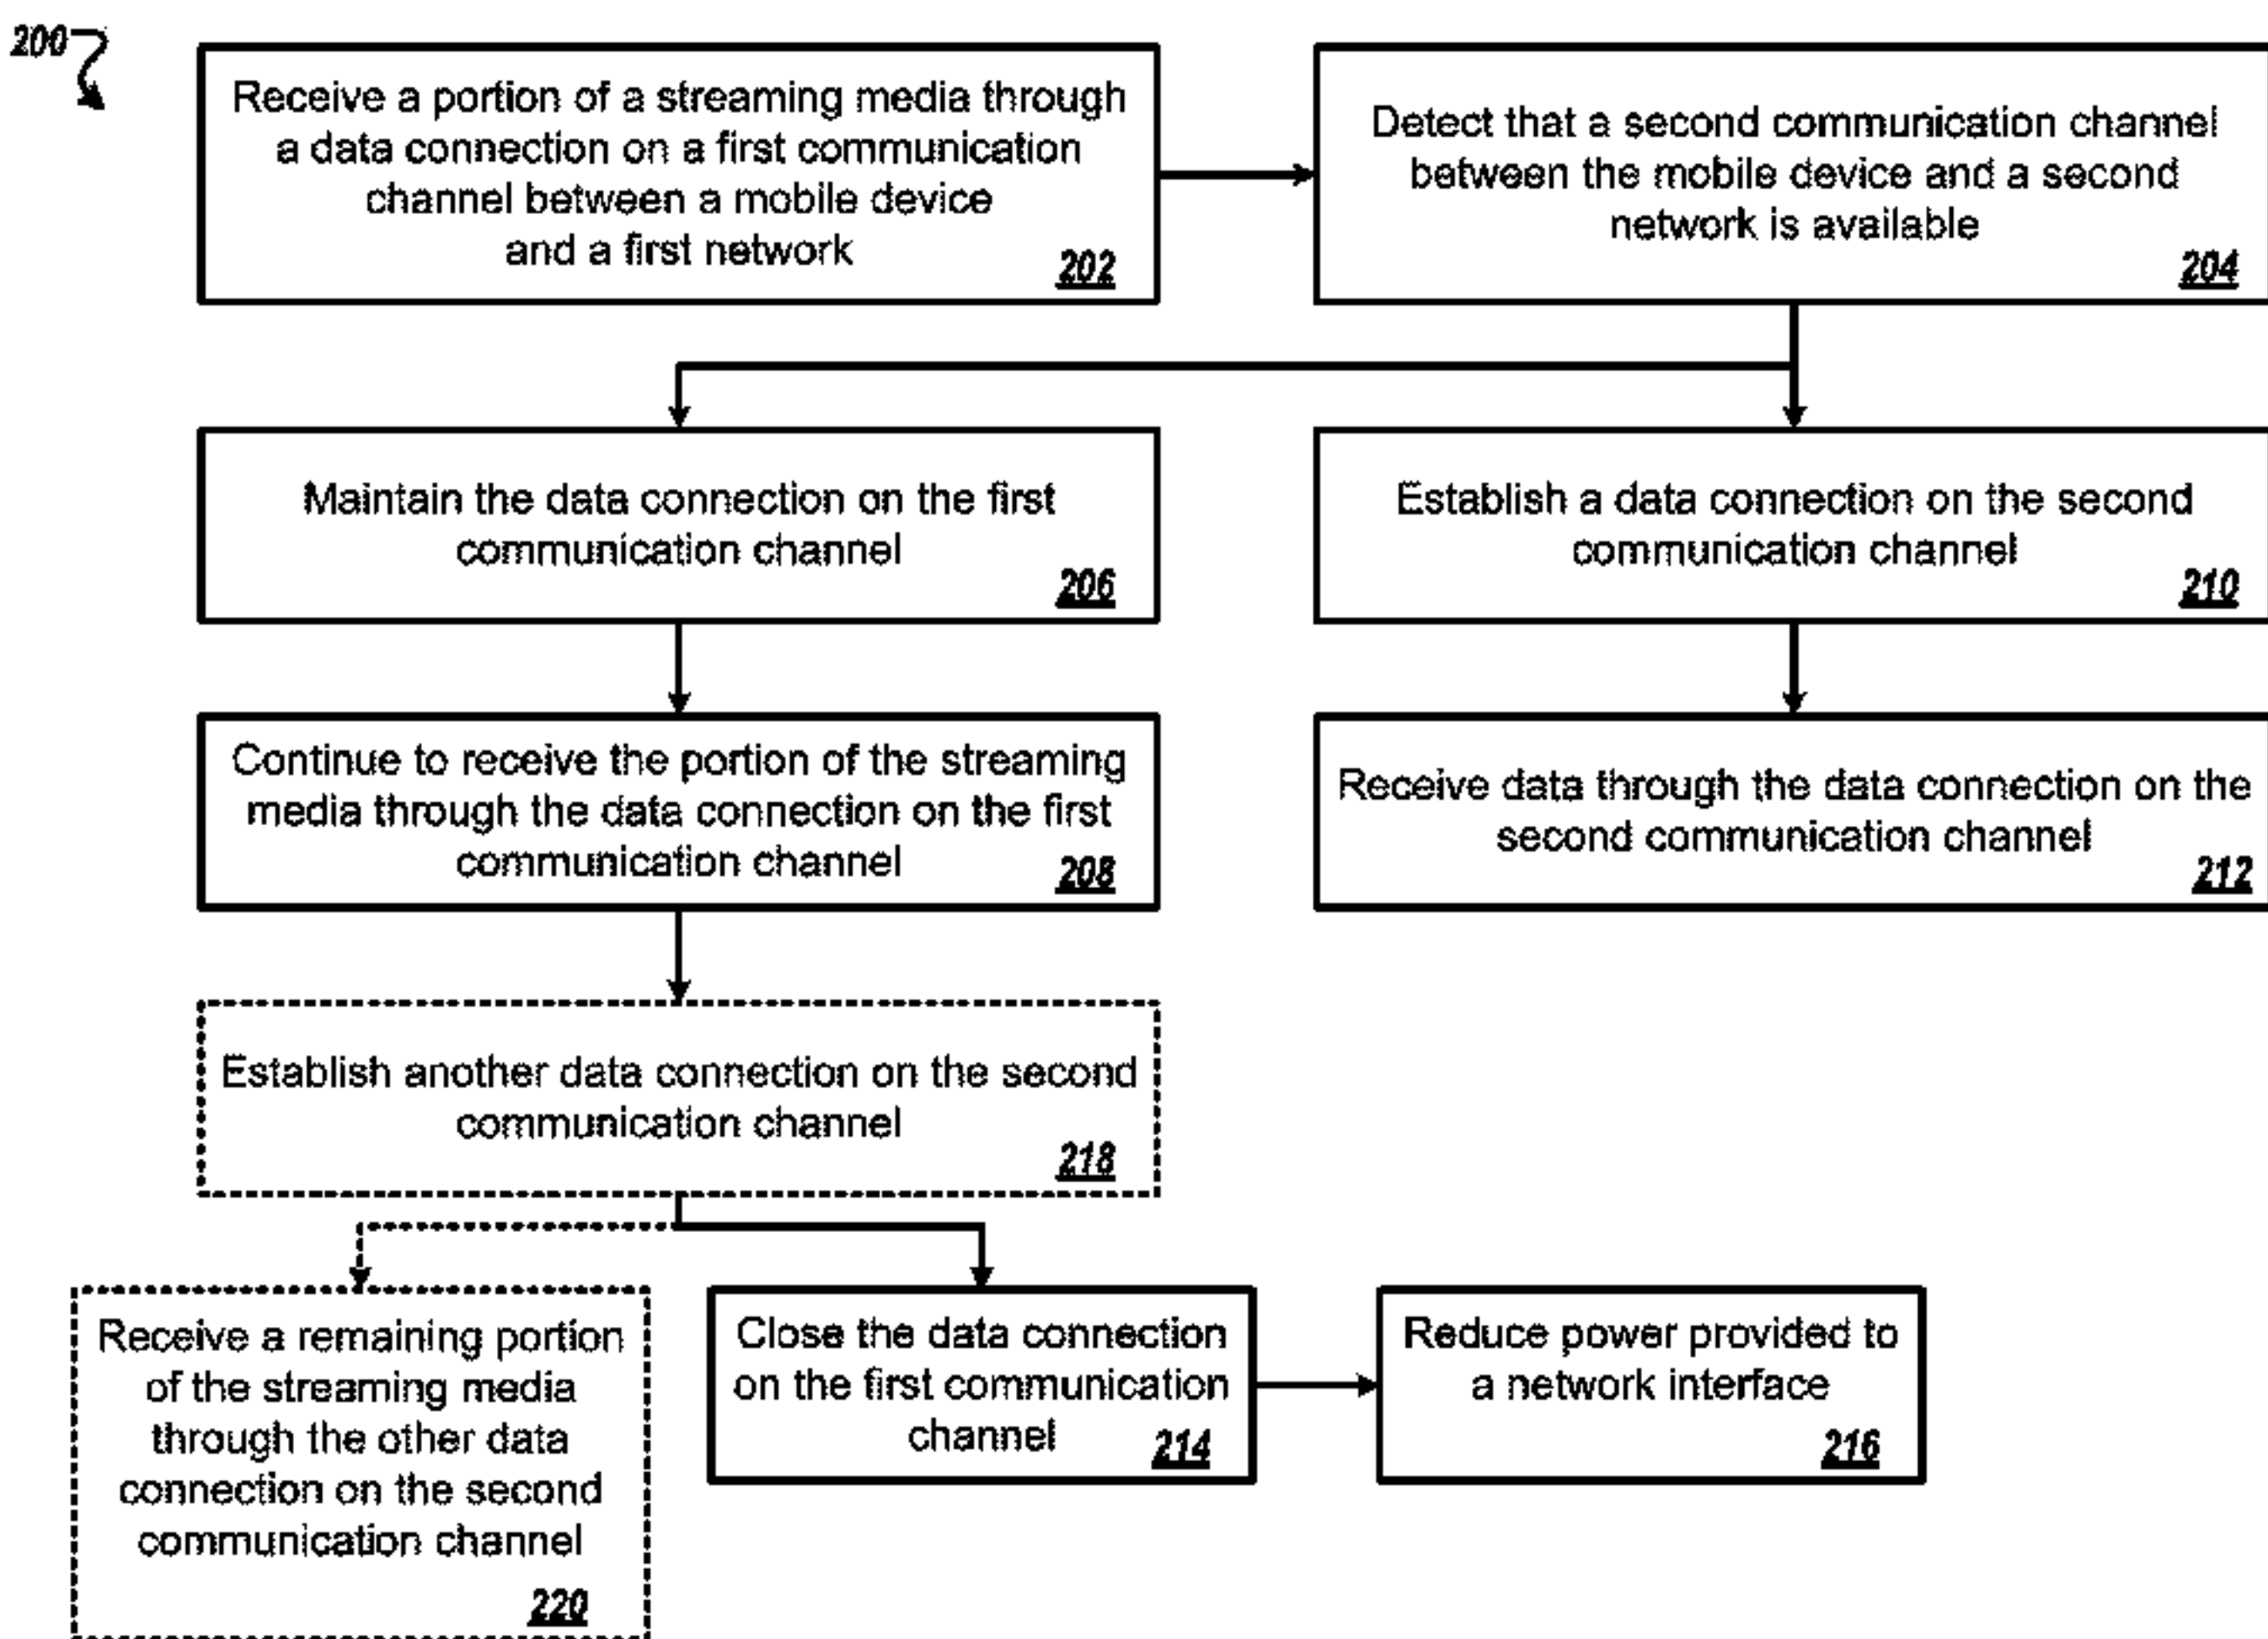 200
Receive a portion of a streaming media through
a data connection on a first communication
channel between a mobile device
and a first network
202
Detect that a second communication channel
between the mobile device and a second
network is available
204
Maintain the data connection on the first
communication channel
206
Establish a data connection on the second
communication channel
210
Continue to receive the portion of the streaming
media through the data connection on the first
communication channel
208
Receive data through the data connection on the
second communication channel
212
Establish another data connection on the second
communication channel
218
Receive a remaining portion
of the streaming media
through the other data
connection on the second
communication channel
220
Close the data connection
on the first communication
channel
214
Reduce power provided to
a network interface
216